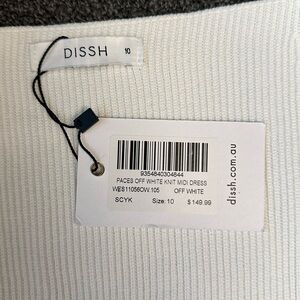 DISSH 10
9354840304644
PACES OFF WHITE KNIT MIDI DRESS
WES11056OW.105 OFF WHITE
SCYK Size: 10 $149.99
dissh.com.au